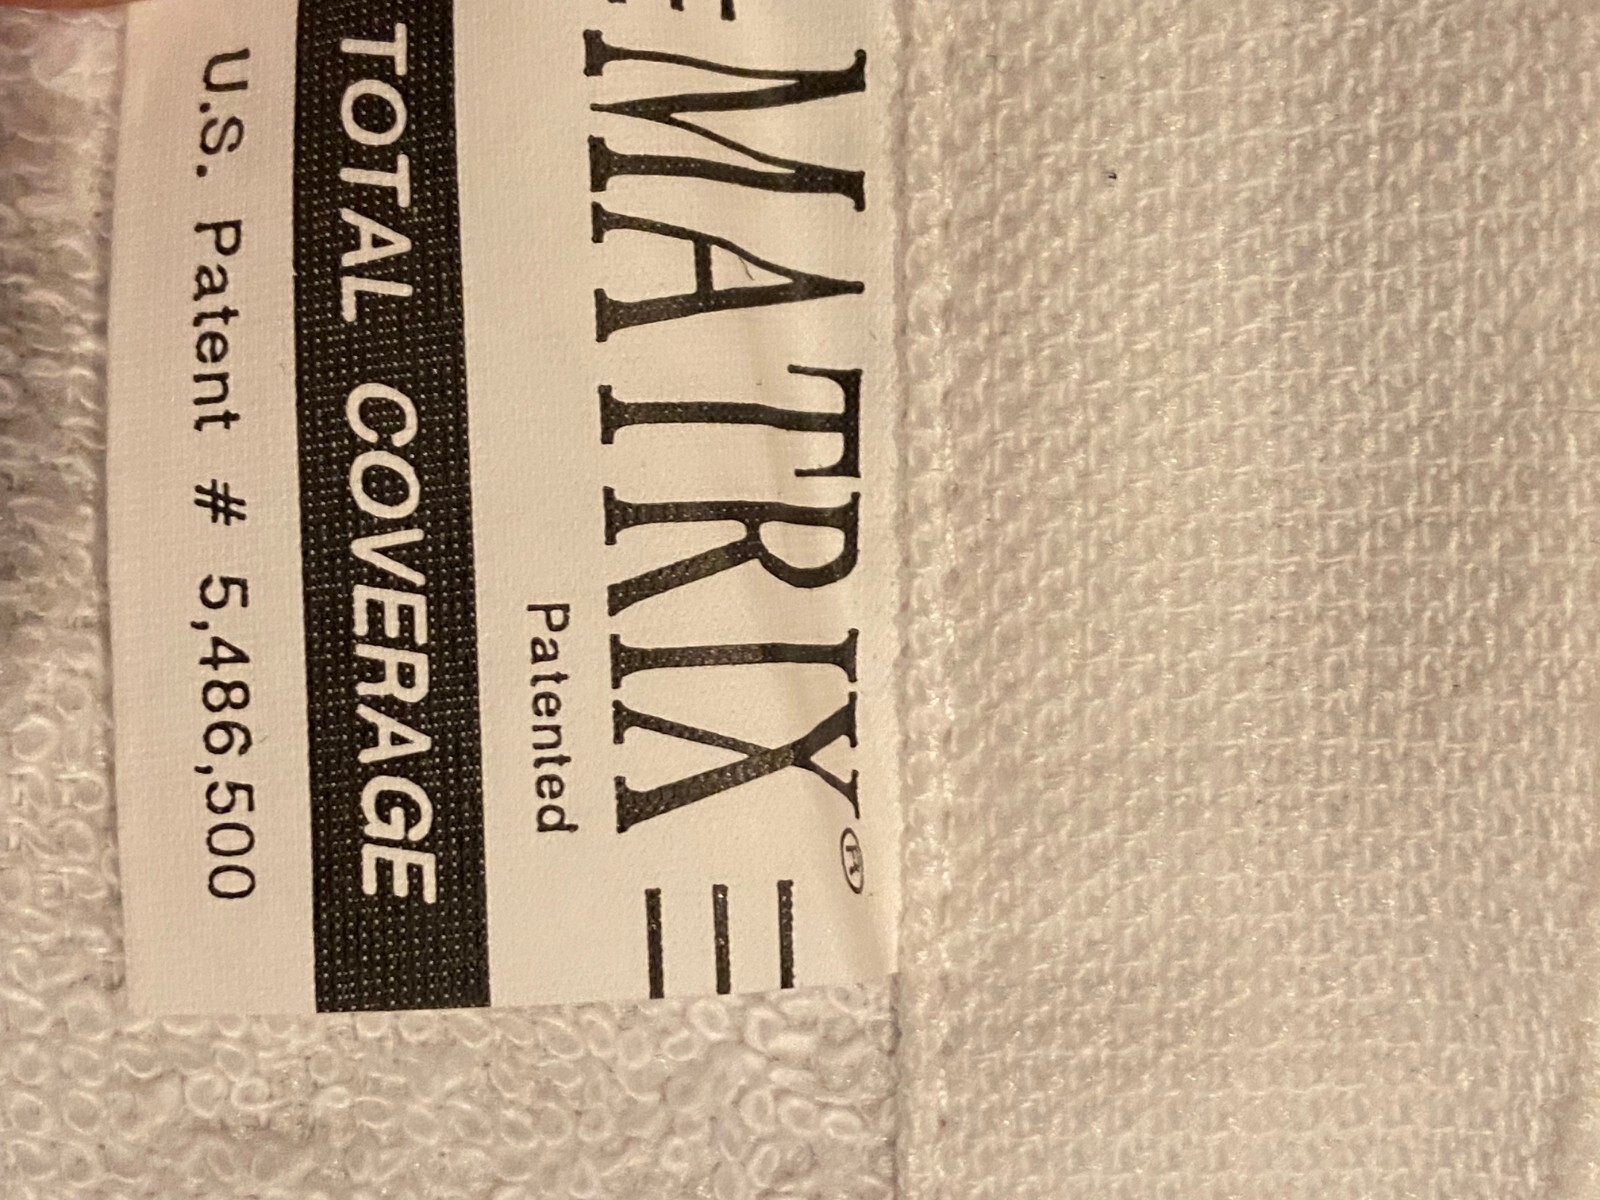 MATRIX®
Patented
TOTAL COVERAGE
U.S. Patent # 5,486,500